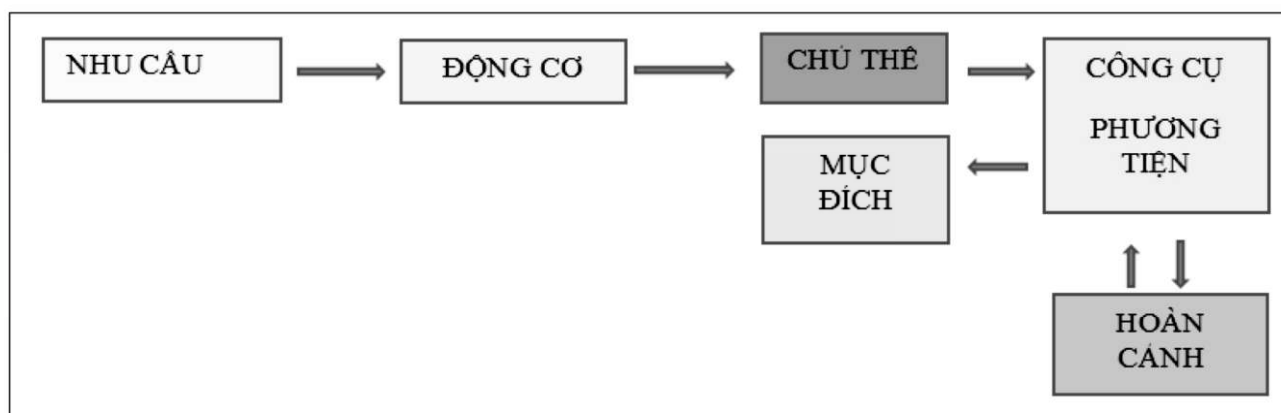 NHU CẦU
ĐỘNG CƠ
CHỦ THỂ
CÔNG CỤ
PHƯƠNG
TIỆN
MỤC
ĐÍCH
HOÀN
CẢNH